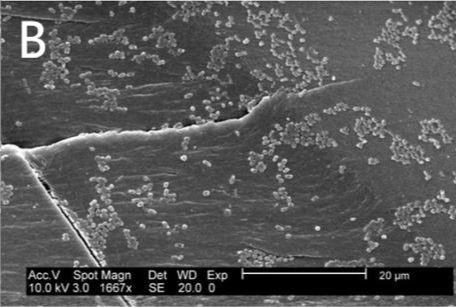 B
Acc.V Spot Magn Det WD Exp
10.0 kV 3.0 1667x SE 20.0 0
20 µm